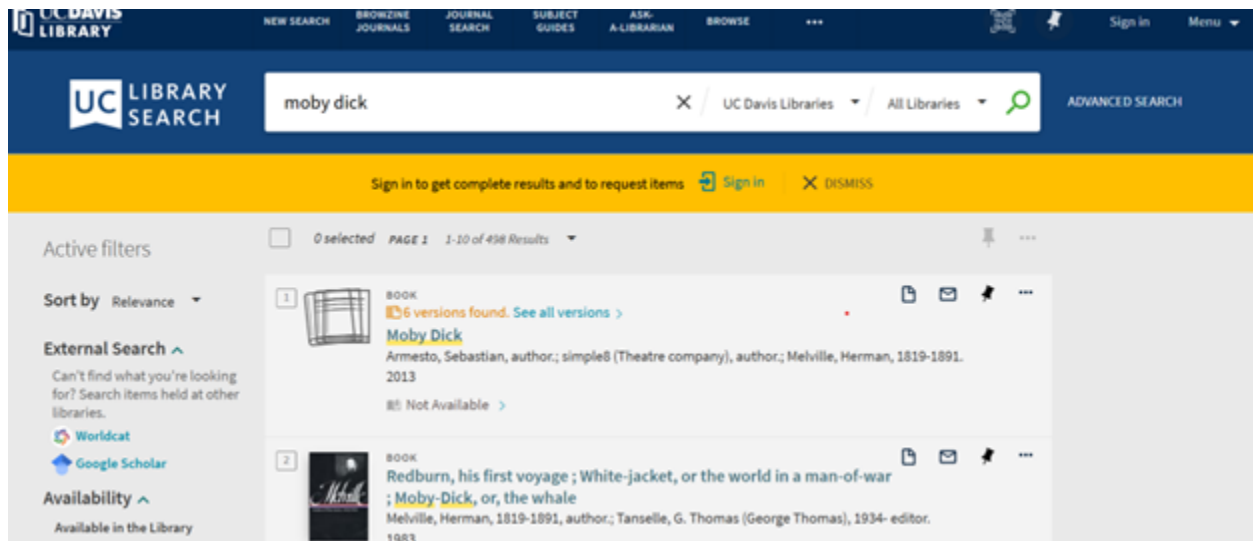 UC DAVIS
LIBRARY
NEW SEARCH
BROWZINE
JOURNALS
JOURNAL
SEARCH
SUBJECT
GUIDES
ASK-
A-LIBRARIAN
BROWSE
•••
Sign in
Menu
UC LIBRARY
SEARCH
moby dick
UC Davis Libraries
All Libraries
ADVANCED SEARCH
Sign in to get complete results and to request items Sign in DISMISS
Active filters
0 selected PAGE 1 1-10 of 498 Results
Sort by Relevance
External Search
Can't find what you're looking
for? Search items held at other
libraries.
Worldcat
Google Scholar
Availability
Available in the Library
1
BOOK
6 versions found. See all versions >
Moby Dick
Armesto, Sebastian, author.; simple8 (Theatre company), author.; Melville, Herman, 1819-1891.
2013
Not Available >
2
Melville
BOOK
Redburn, his first voyage ; White-jacket, or the world in a man-of-war
; Moby-Dick, or, the whale
Melville, Herman, 1819-1891, author.; Tanselle, G. Thomas (George Thomas), 1934- editor.
1983